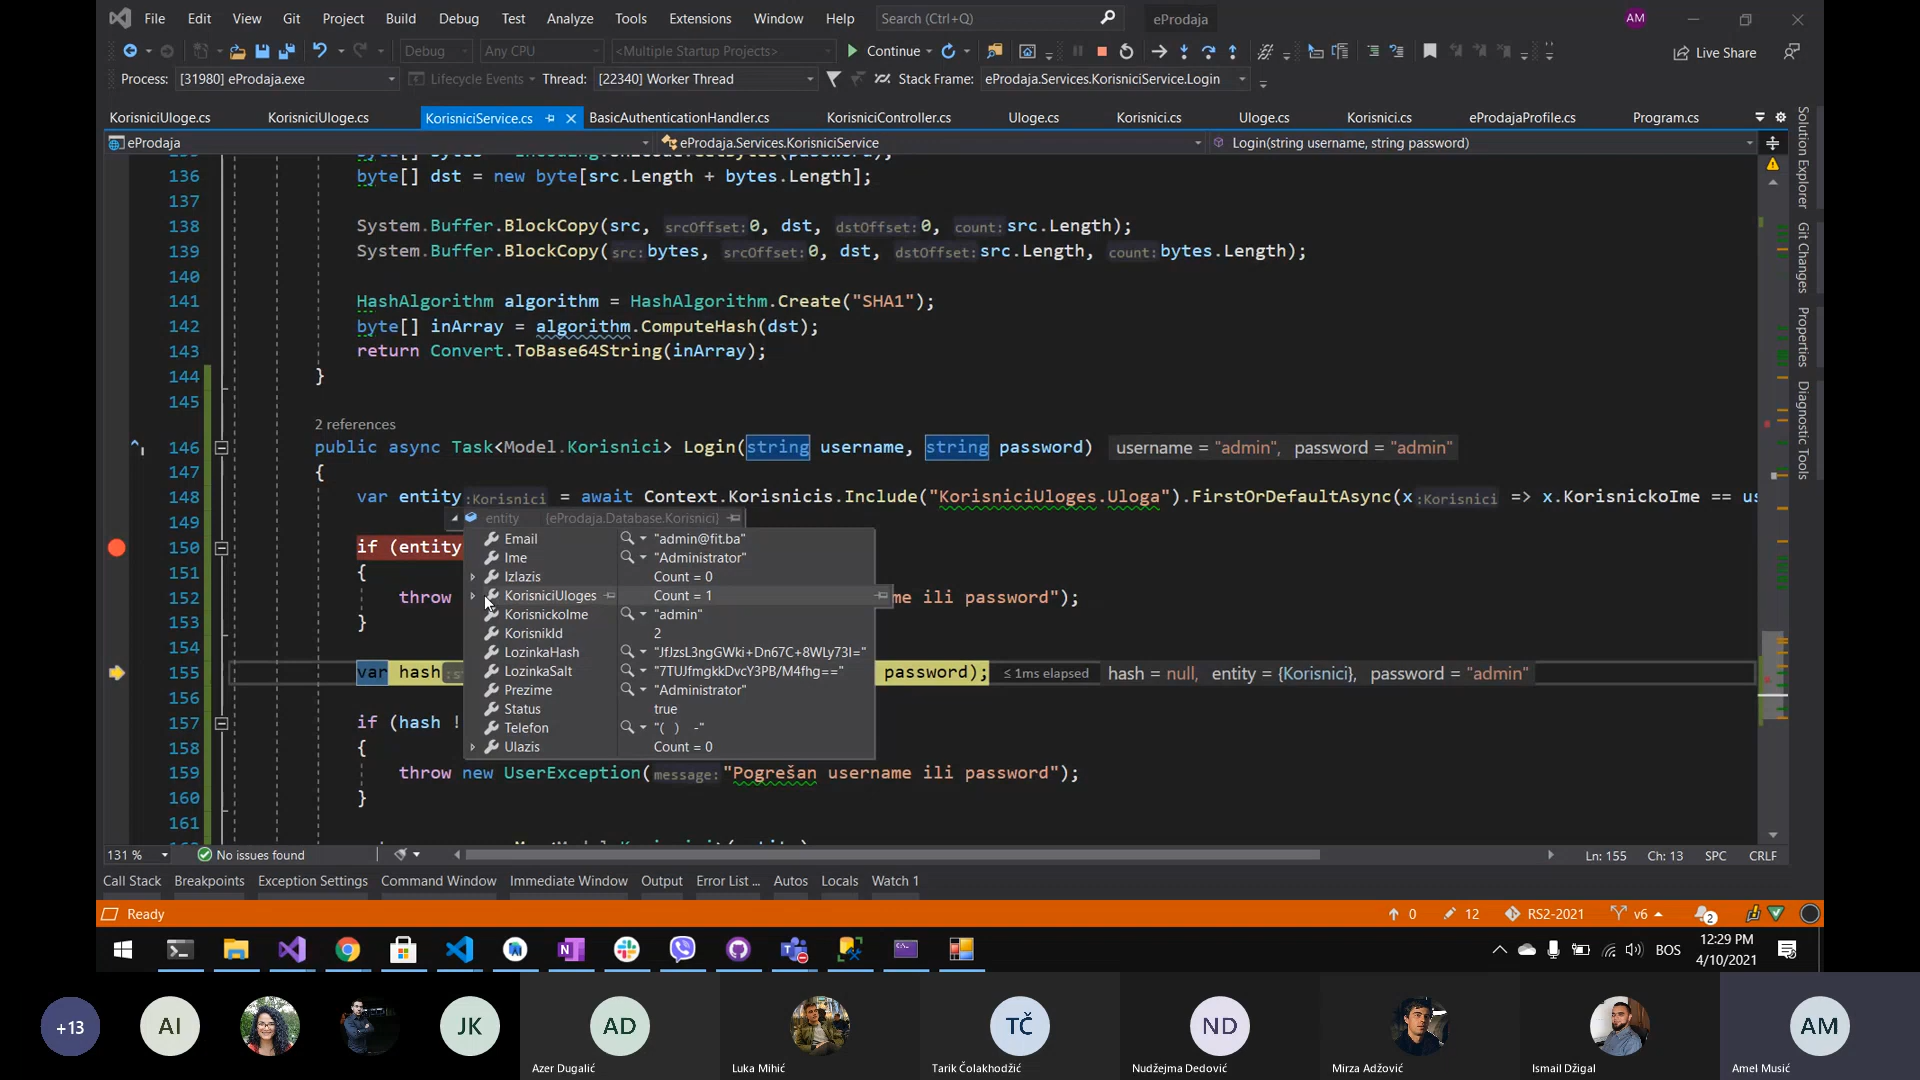 File Edit View Git Project Build Debug Test Analyze Tools Extensions Window Help Search (Ctrl+Q) eProdaja AM
Debug Any CPU <Multiple Startup Projects> Continue Live Share
Process: [31980] eProdaja.exe Lifecycle Events Thread: [22340] Worker Thread Stack Frame: eProdaja.Services.KorisniciService.Login
KorisniciUloge.cs KorisniciUloge.cs KorisniciService.cs BasicAuthenticationHandler.cs KorisniciController.cs Uloge.cs Korisnici.cs Uloge.cs Korisnici.cs eProdajaProfile.cs Program.cs
eProdaja eProdaja.Services.KorisniciService Login(string username, string password)
136 byte[] dst = new byte[src.Length + bytes.Length];
137
138 System.Buffer.BlockCopy(src, srcOffset: 0, dst, dstOffset: 0, count: src.Length);
139 System.Buffer.BlockCopy(src: bytes, srcOffset: 0, dst, dstOffset: src.Length, count: bytes.Length);
140
141 HashAlgorithm algorithm = HashAlgorithm.Create("SHA1");
142 byte[] inArray = algorithm.ComputeHash(dst);
143 return Convert.ToBase64String(inArray);
144 }
145
2 references
146 public async Task<Model.Korisnici> Login(string username, string password) username = "admin", password = "admin"
147 {
148 var entity :Korisnici = await Context.Korisnicis.Include("KorisniciUloges.Uloga").FirstOrDefaultAsync(x :Korisnici => x.KorisnickoIme == us
149
entity {eProdaja.Database.Korisnici}
Email "admin@fit.ba"
Ime "Administrator"
Izlazis Count = 0
KorisniciUloges Count = 1
KorisnickoIme "admin"
KorisnikId 2
LozinkaHash "JfJzsL3ngGWki+Dn67C+8WLy73I="
LozinkaSalt "7TUJfmgkkDvcY3PB/M4fhg=="
Prezime "Administrator"
Status true
Telefon "( ) -"
Ulazis Count = 0
150 if (entity
151 {
152 throw me ili password");
153 }
154
155 var hash password); ≤ 1ms elapsed hash = null, entity = {Korisnici}, password = "admin"
156
157 if (hash !
158 {
159 throw new UserException(message: "Pogrešan username ili password");
160 }
161
Solution Explorer
Git Changes
Properties
Diagnostic Tools
131 % No issues found Ln: 155 Ch: 13 SPC CRLF
Call Stack Breakpoints Exception Settings Command Window Immediate Window Output Error List ... Autos Locals Watch 1
Ready 0 12 RS2-2021 v6 2
BOS 12:29 PM
4/10/2021
+13 AI JK AD TČ ND AM
Azer Dugalić Luka Mihić Tarik Čolakhodžić Nudžejma Dedović Mirza Adžović Ismail Džigal Amel Musić